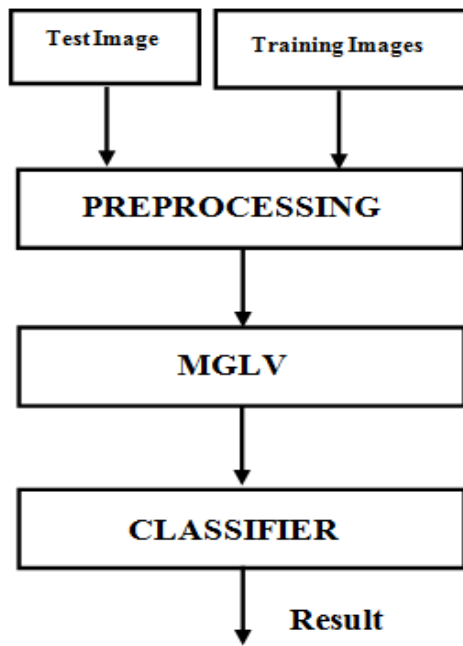 Test Image
Training Images
PREPROCESSING
MGLV
CLASSIFIER
Result